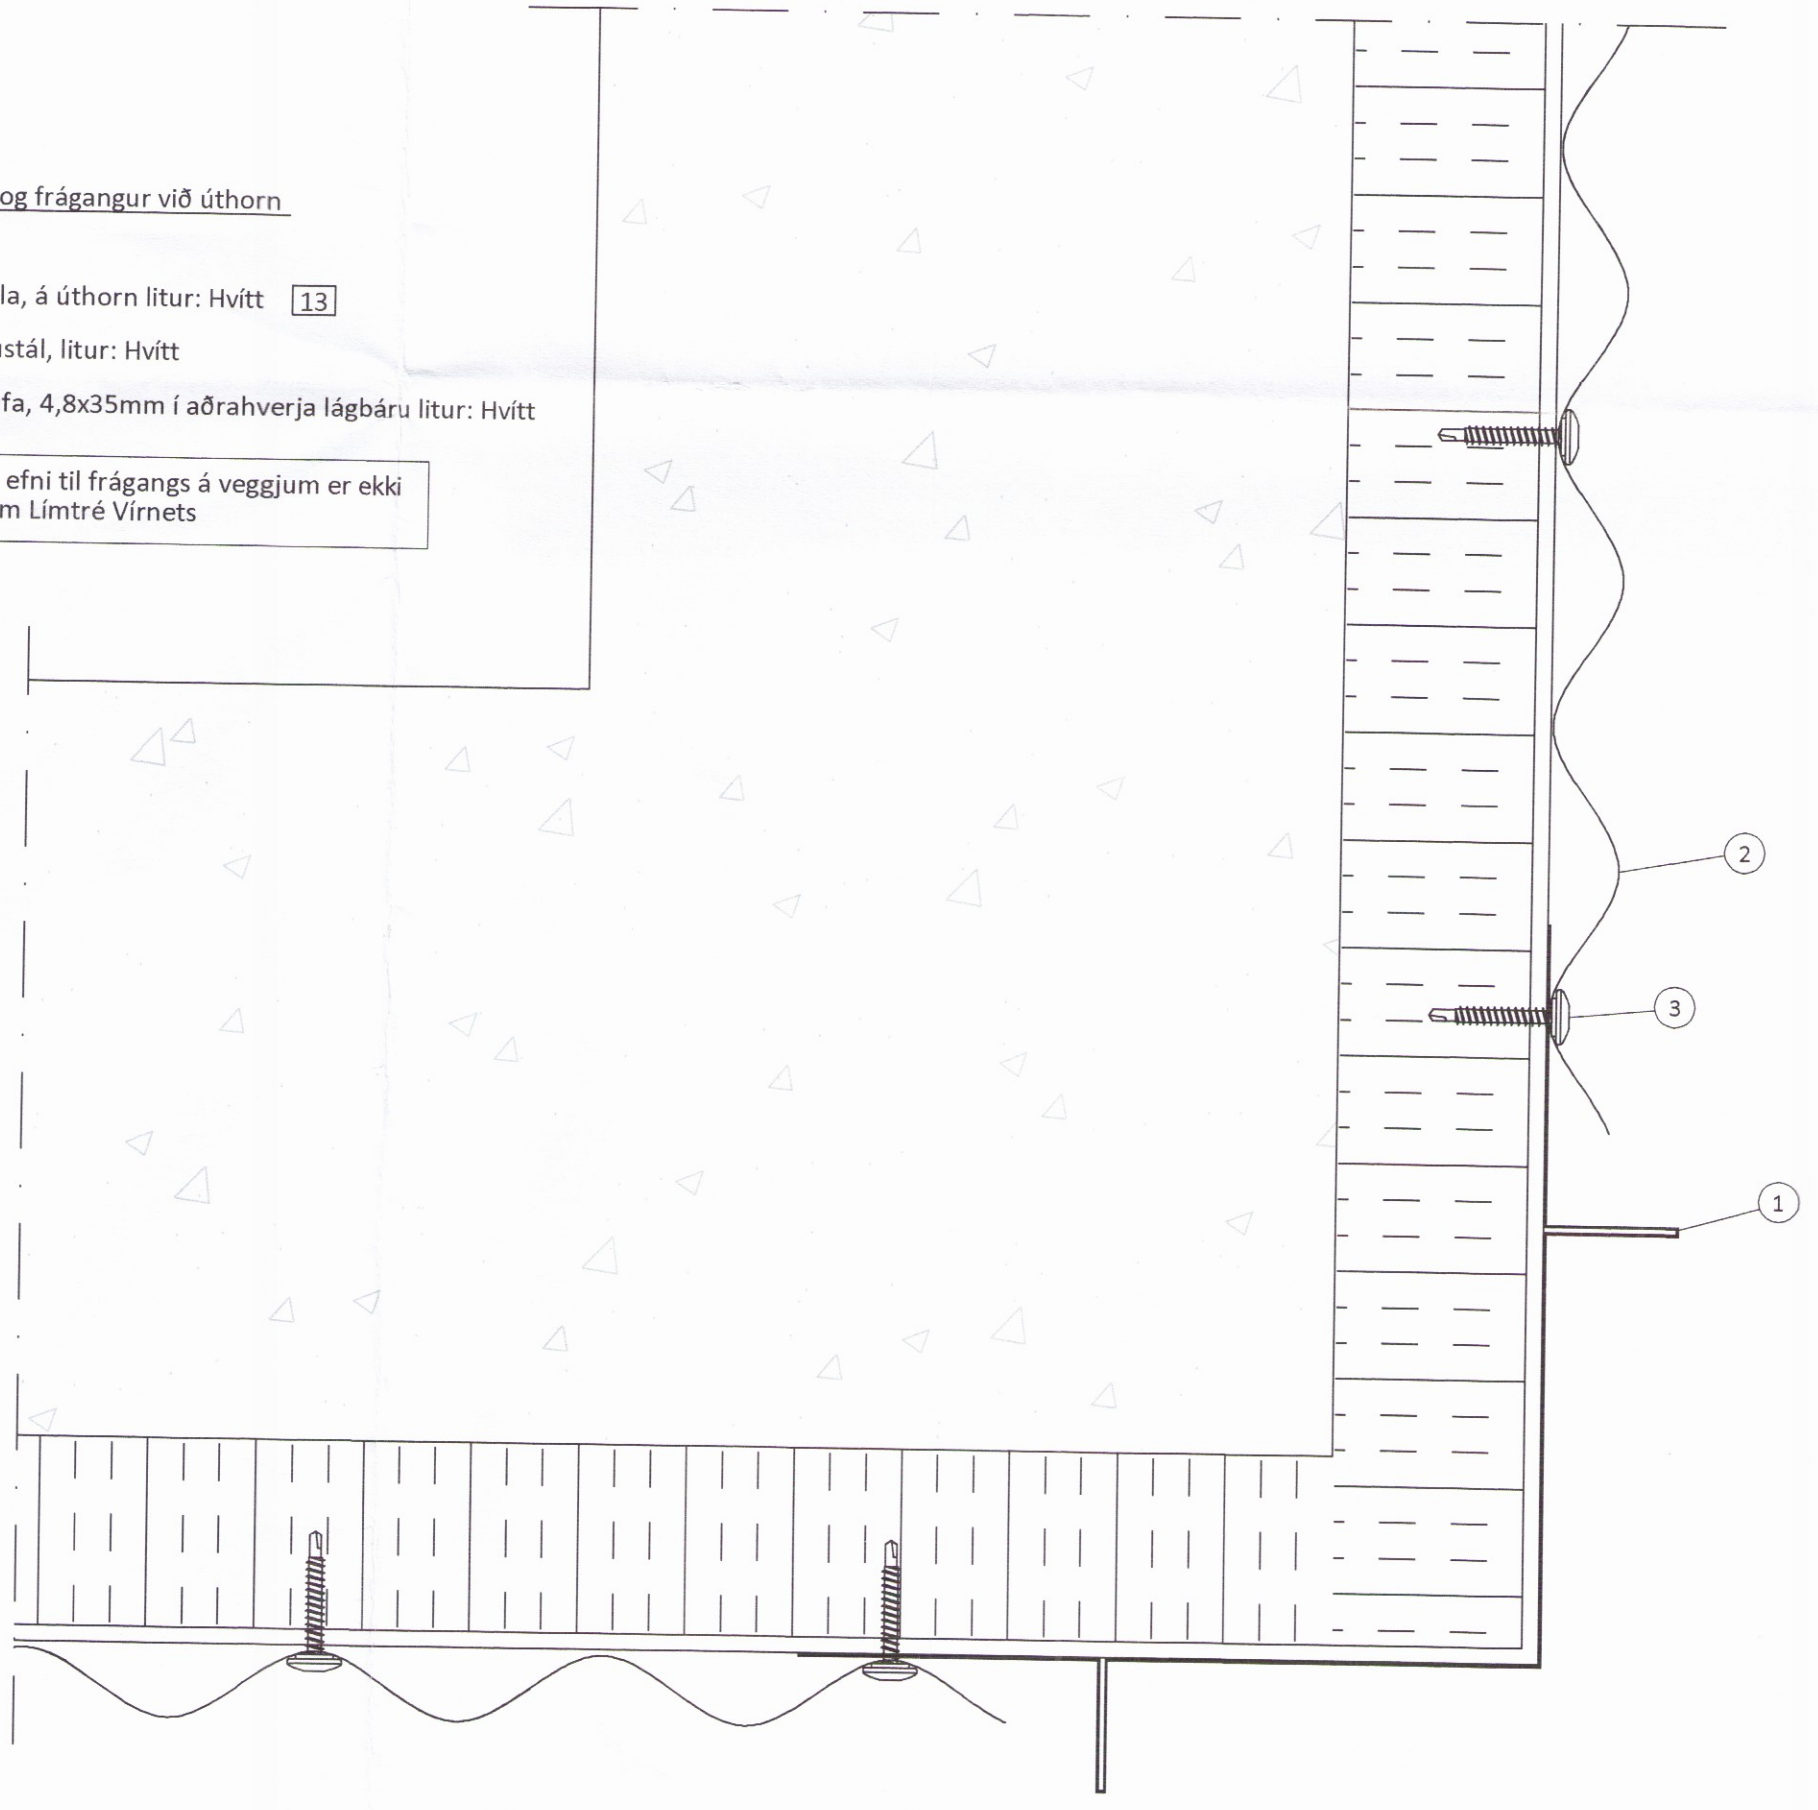 og frágangur við úthorn
la, á úthorn litur: Hvítt 13
stál, litur: Hvítt
fa, 4,8x35mm í aðrahverja lágbáru litur: Hvítt
efni til frágangs á veggjum er ekki
m Límtré Vírnets
2
3
1